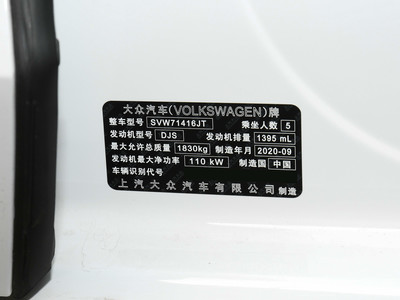 大众汽车(VOLKSWAGEN)牌
整车型号 SVW71416JT 乘坐人数 5
发动机型号 DJS 发动机排量 1395 mL
最大允许总质量 1830kg 制造年月 2020-09
发动机最大净功率 110 kW 制造国 中国
车辆识别代号
上汽大众汽车有限公司 制造